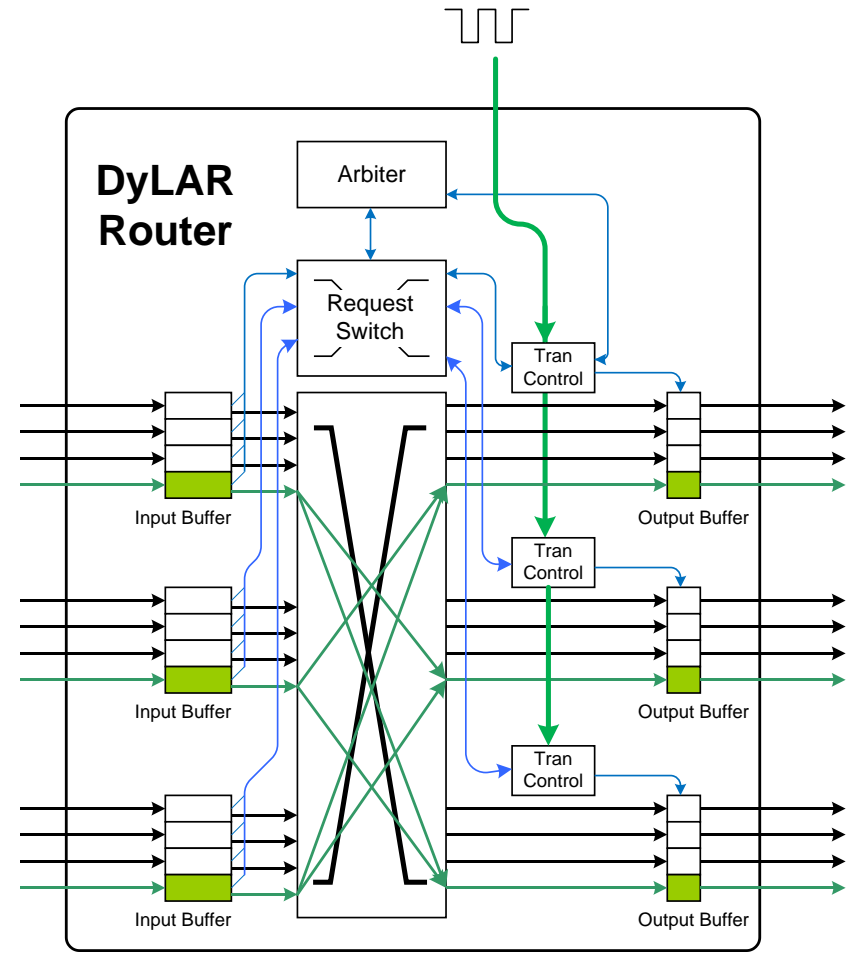 DyLAR
Router
Arbiter
Request
Switch
Tran
Control
Input Buffer
Output Buffer
Tran
Control
Input Buffer
Output Buffer
Tran
Control
Input Buffer
Output Buffer